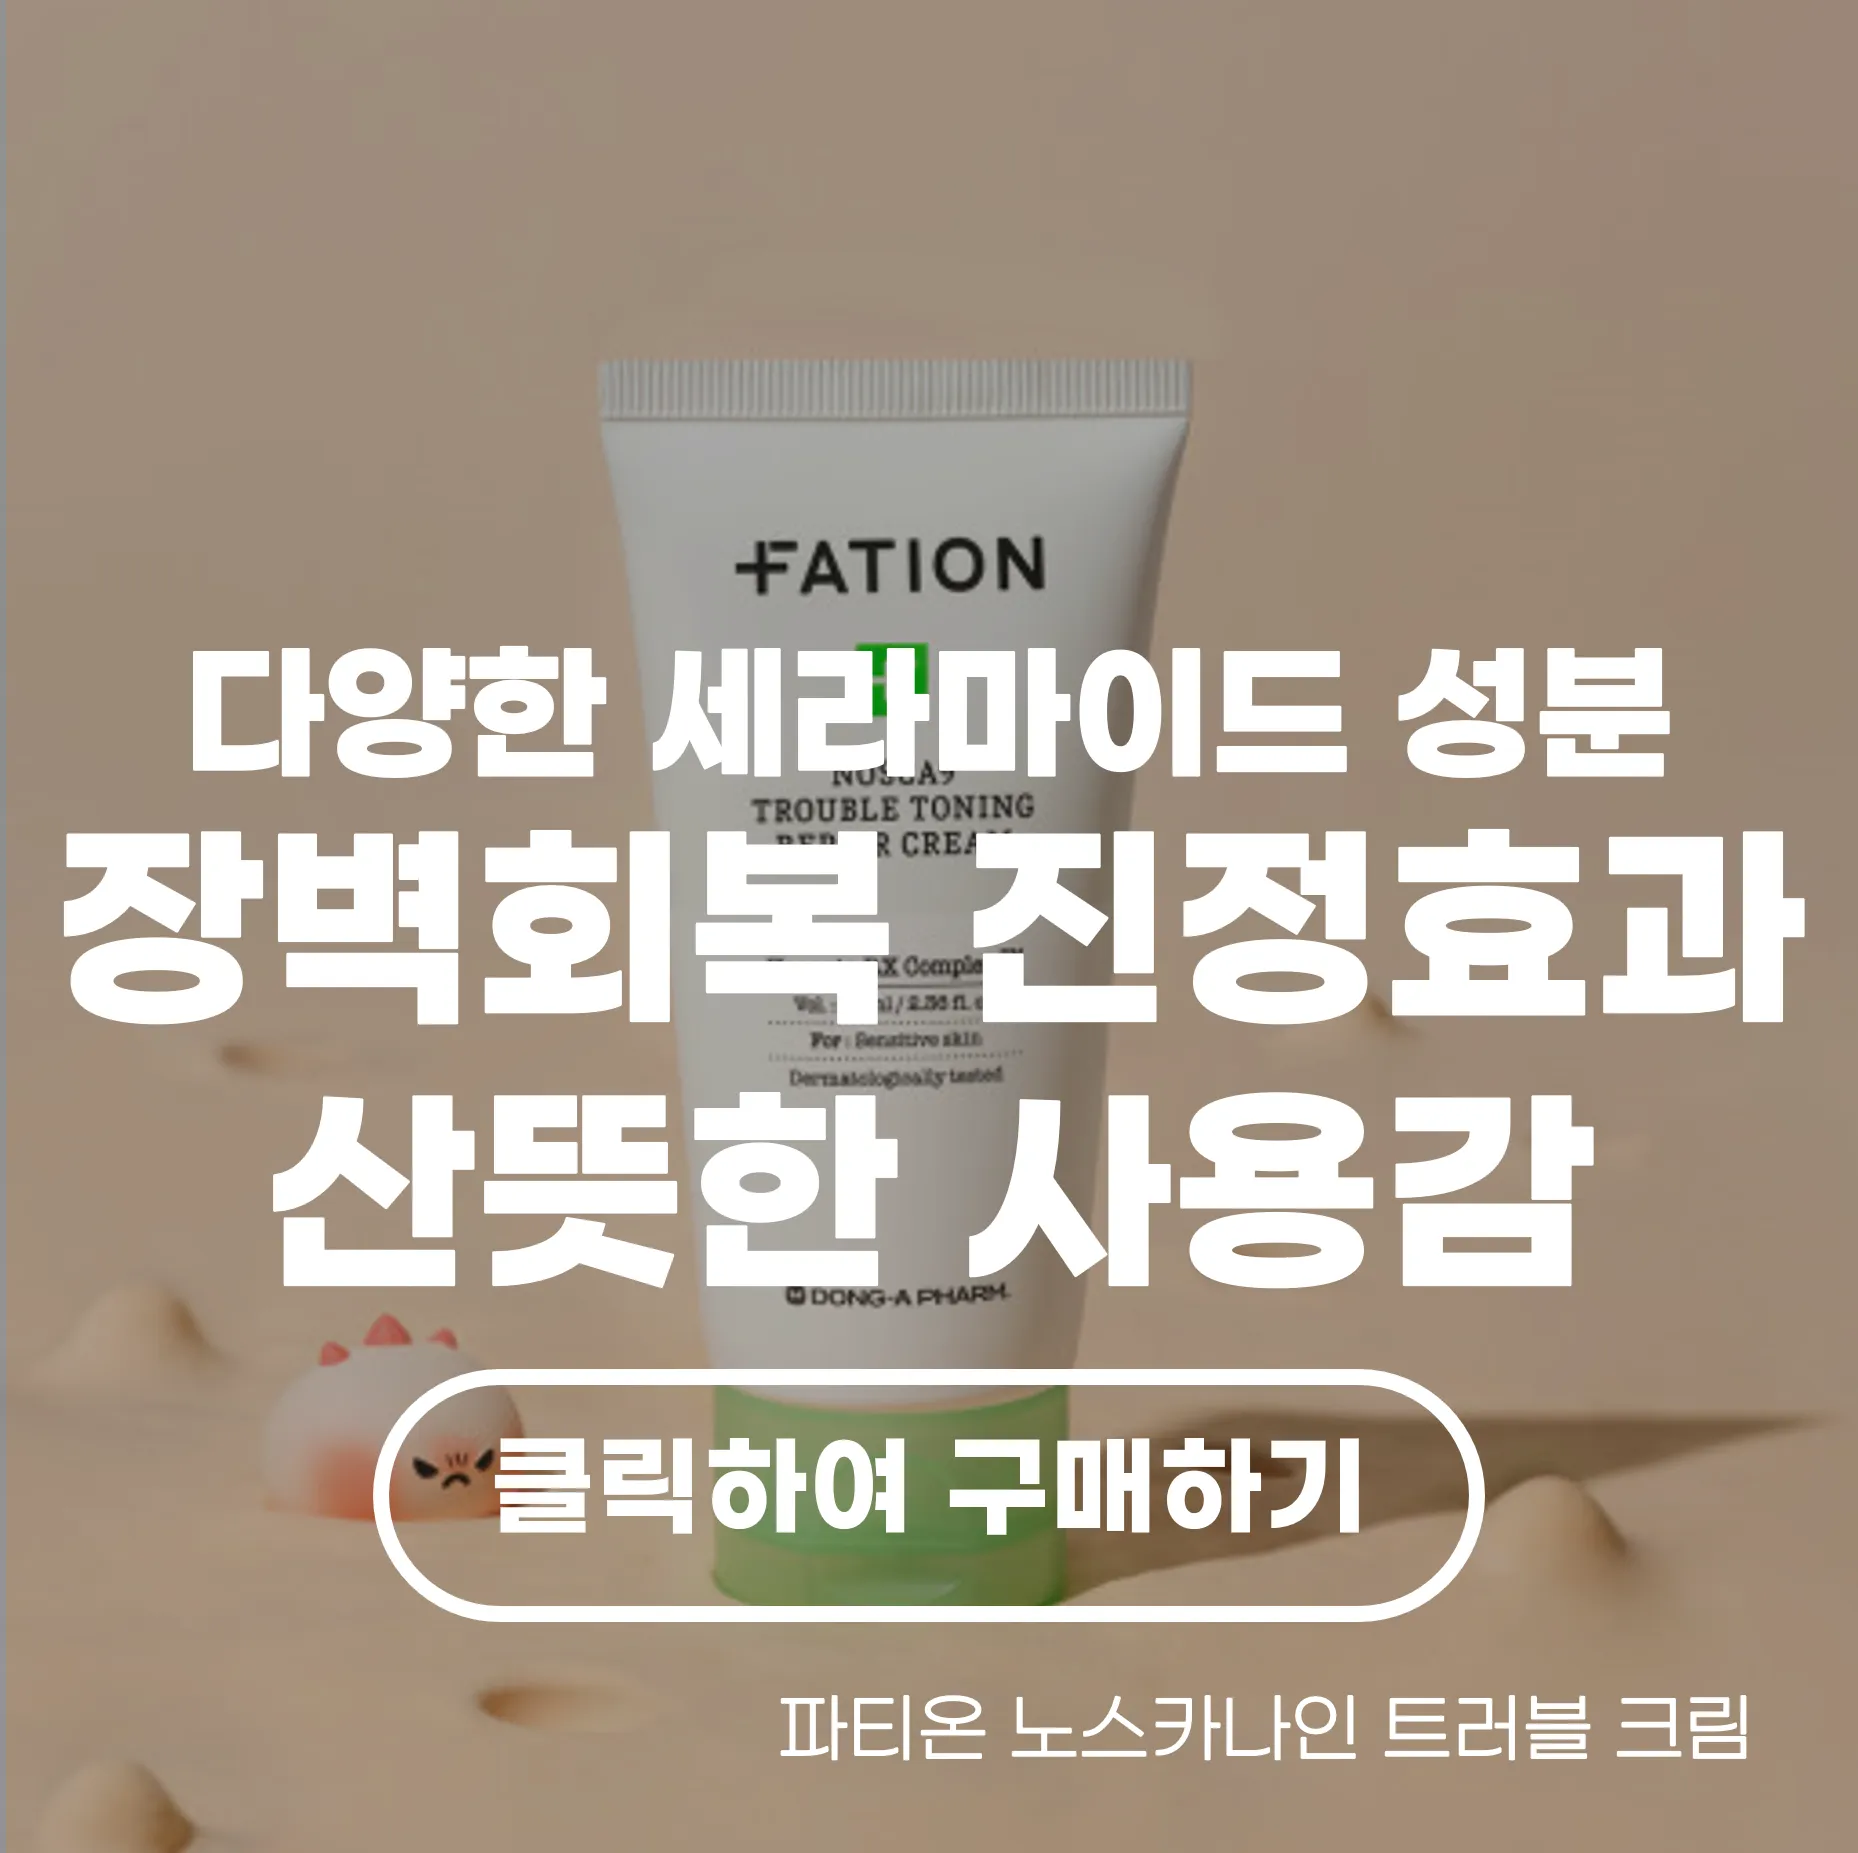 FATION
다양한 세라마이드 성분
TROUBLE TONING
장벽회복 진정효과
For : Sensitive skin
Dermatologically tested
산뜻한 사용감
DONG-A PHARM.
클릭하여 구매하기
파티온 노스카나인 트러블 크림